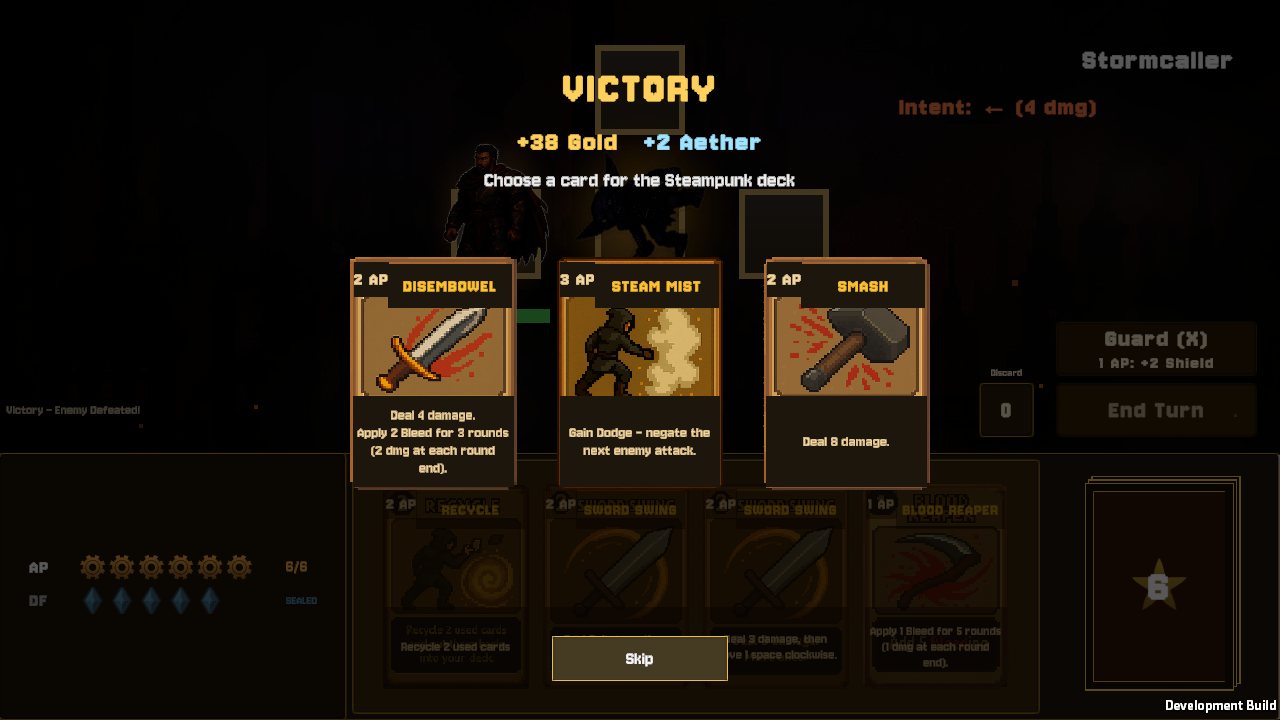 Stormcaller
VICTORY
Intent: ← (4 dmg)
+38 Gold +2 Aether
Choose a card for the Steampunk deck
2 AP DISEMBOWEL
Deal 4 damage.
Apply 2 Bleed for 3 rounds
(2 dmg at each round
end).
3 AP STEAM MIST
Gain Dodge - negate the
next enemy attack.
2 AP SMASH
Deal 8 damage.
Guard (X)
1 AP: +2 Shield
Discard
0
End Turn
Victory - Enemy Defeated!
AP 6/6
DF SEALED
2 AP RECYCLE
Recycle 2 used cards
into your deck.
2 AP SWORD SWING
2 AP SWORD SWING
deal 3 damage, then
ve 1 space clockwise.
1 AP BLOOD REAPER
Apply 1 Bleed for 5 rounds
(1 dmg at each round
end).
6
Skip
Development Build